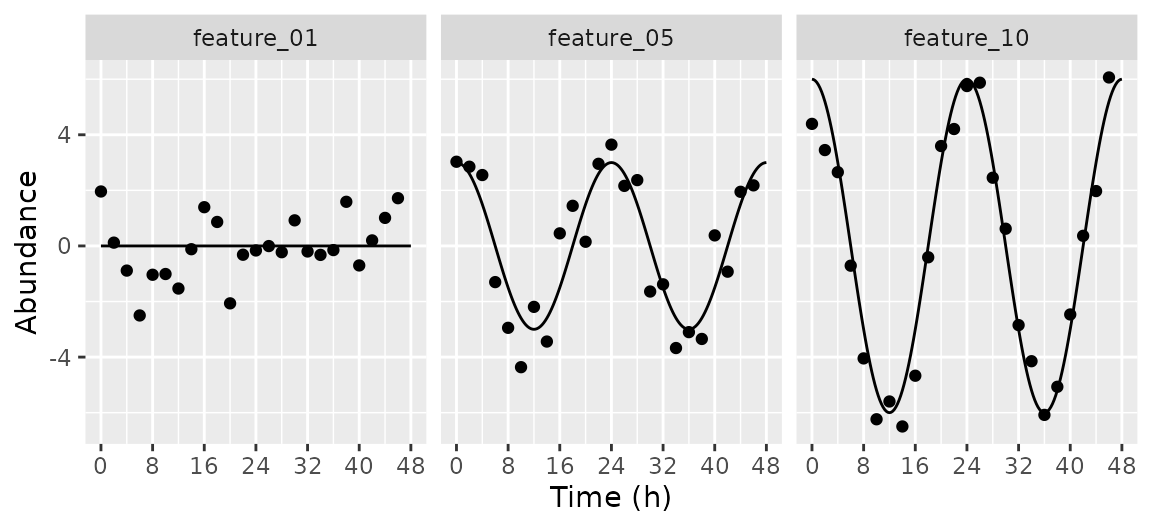 feature_01 feature_05 feature_10
Abundance
4
0
-4
0 8 16 24 32 40 48 0 8 16 24 32 40 48 0 8 16 24 32 40 48
Time (h)